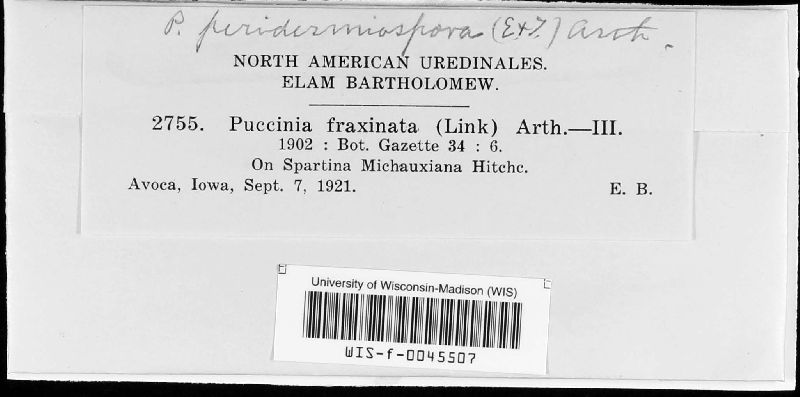 P. peridermiospora (E&T.) Arth.
NORTH AMERICAN UREDINALES.
ELAM BARTHOLOMEW.
2755. Puccinia fraxinata (Link) Arth.—III.
1902 : Bot. Gazette 34 : 6.
On Spartina Michauxiana Hitchc.
Avoca, Iowa, Sept. 7, 1921. E. B.
University of Wisconsin-Madison (WIS)
WIS-f-0045507